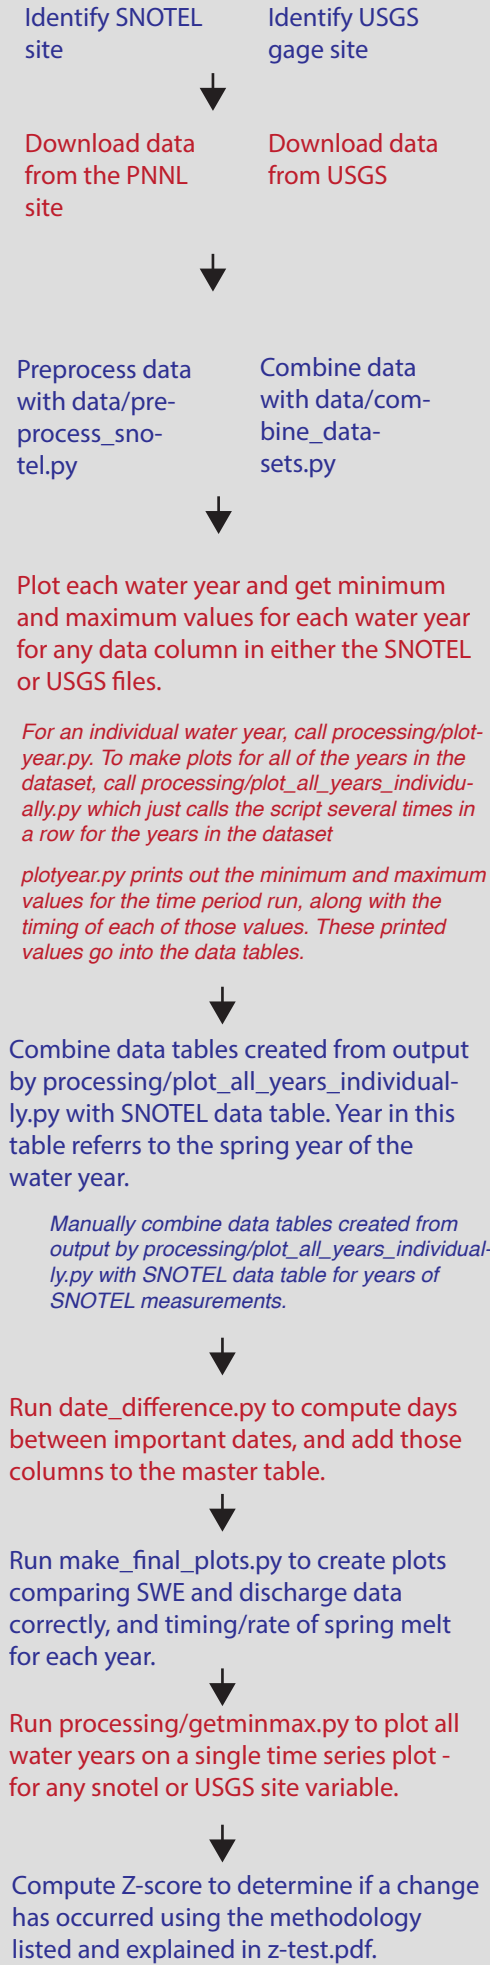 Identify SNOTEL
site
Identify USGS
gage site
Download data
from the PNNL
site
Download data
from USGS
Preprocess data
with data/pre-
process_sno-
tel.py
Combine data
with data/com-
bine_data-
sets.py
Plot each water year and get minimum
and maximum values for each water year
for any data column in either the SNOTEL
or USGS files.
For an individual water year, call processing/plot-
year.py. To make plots for all of the years in the
dataset, call processing/plot_all_years_individu-
ally.py which just calls the script several times in
a row for the years in the dataset
plotyear.py prints out the minimum and maximum
values for the time period run, along with the
timing of each of those values. These printed
values go into the data tables.
Combine data tables created from output
by processing/plot_all_years_individual-
ly.py with SNOTEL data table. Year in this
table referrs to the spring year of the
water year.
Manually combine data tables created from
output by processing/plot_all_years_individual-
ly.py with SNOTEL data table for years of
SNOTEL measurements.
Run date_difference.py to compute days
between important dates, and add those
columns to the master table.
Run make_final_plots.py to create plots
comparing SWE and discharge data
correctly, and timing/rate of spring melt
for each year.
Run processing/getminmax.py to plot all
water years on a single time series plot -
for any snotel or USGS site variable.
Compute Z-score to determine if a change
has occurred using the methodology
listed and explained in z-test.pdf.